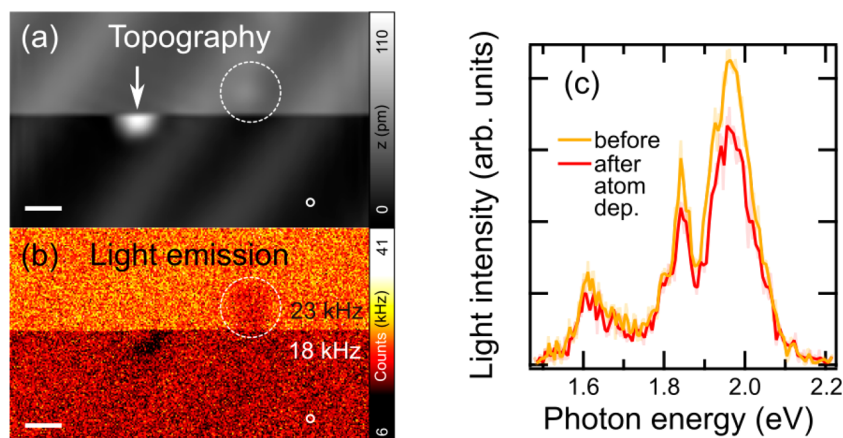 (a) Topography
110
z (pm)
0
(b) Light emission
23 kHz
18 kHz
41
Counts (kHz)
6
(c)
before
after
atom
dep.
Light intensity (arb. units)
1.6 1.8 2.0 2.2
Photon energy (eV)